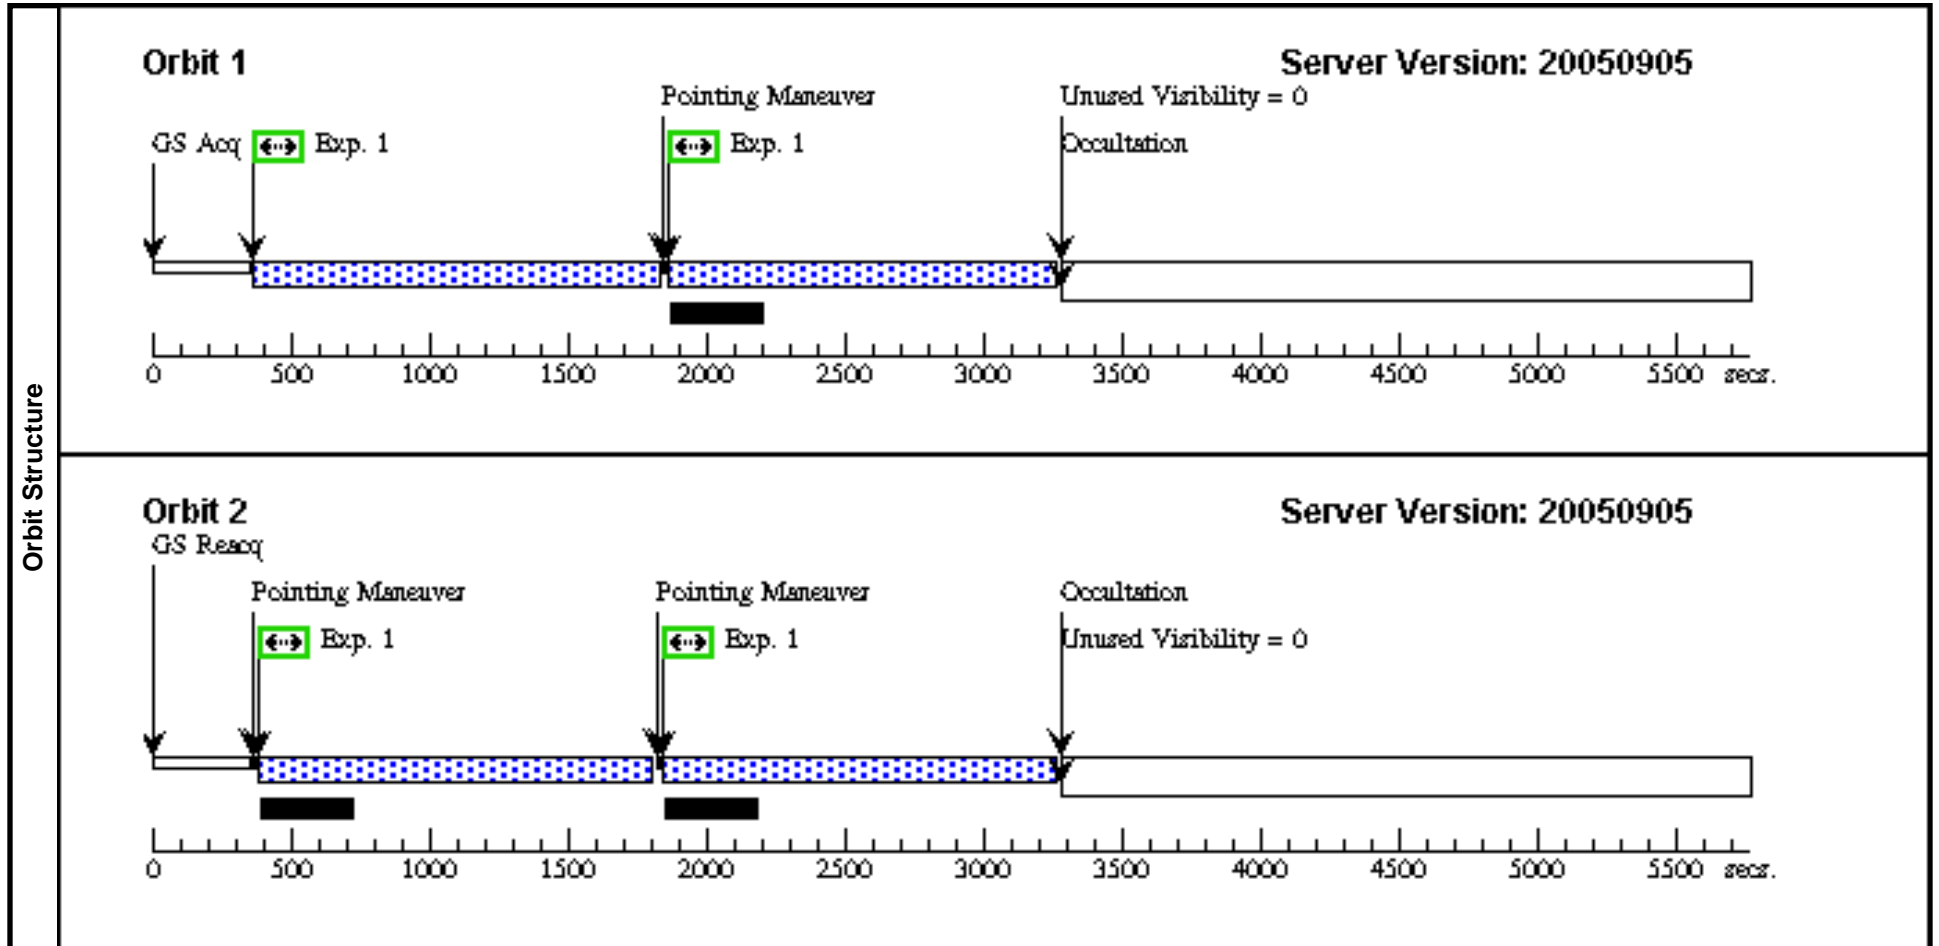 Orbit Structure
Orbit 1 Server Version: 20050905
Pointing Maneuver Unused Visibility = 0
GS Acq Exp. 1 Exp. 1 Occultation
0 500 1000 1500 2000 2500 3000 3500 4000 4500 5000 5500 secs.
Orbit 2 Server Version: 20050905
GS Reacq
Pointing Maneuver Pointing Maneuver Occultation
Exp. 1 Exp. 1 Unused Visibility = 0
0 500 1000 1500 2000 2500 3000 3500 4000 4500 5000 5500 secs.